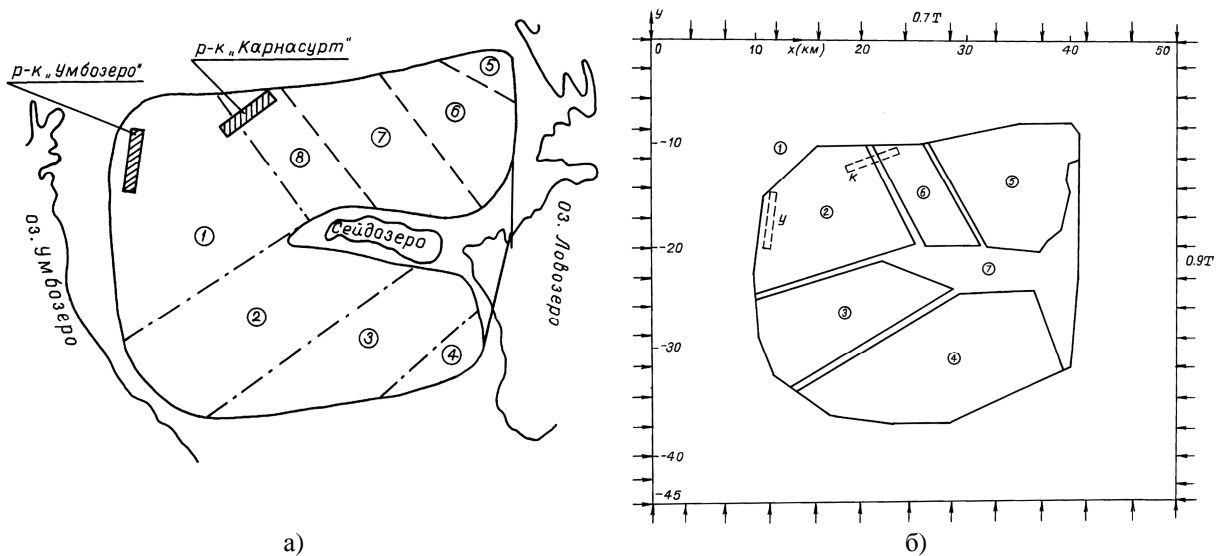 р-к „Карнасурт"
р-к „Умбозеро"
⑤
⑥
⑦
⑧
①
Сейдозеро
оз. Умбозеро
оз. Ловозеро
②
③
④
а)
y
0.7T
0
10
x(км)
20
30
40
50
-10
①
к
⑤
⑥
②
у
-20
⑦
0.9T
③
-30
④
-40
-45
б)